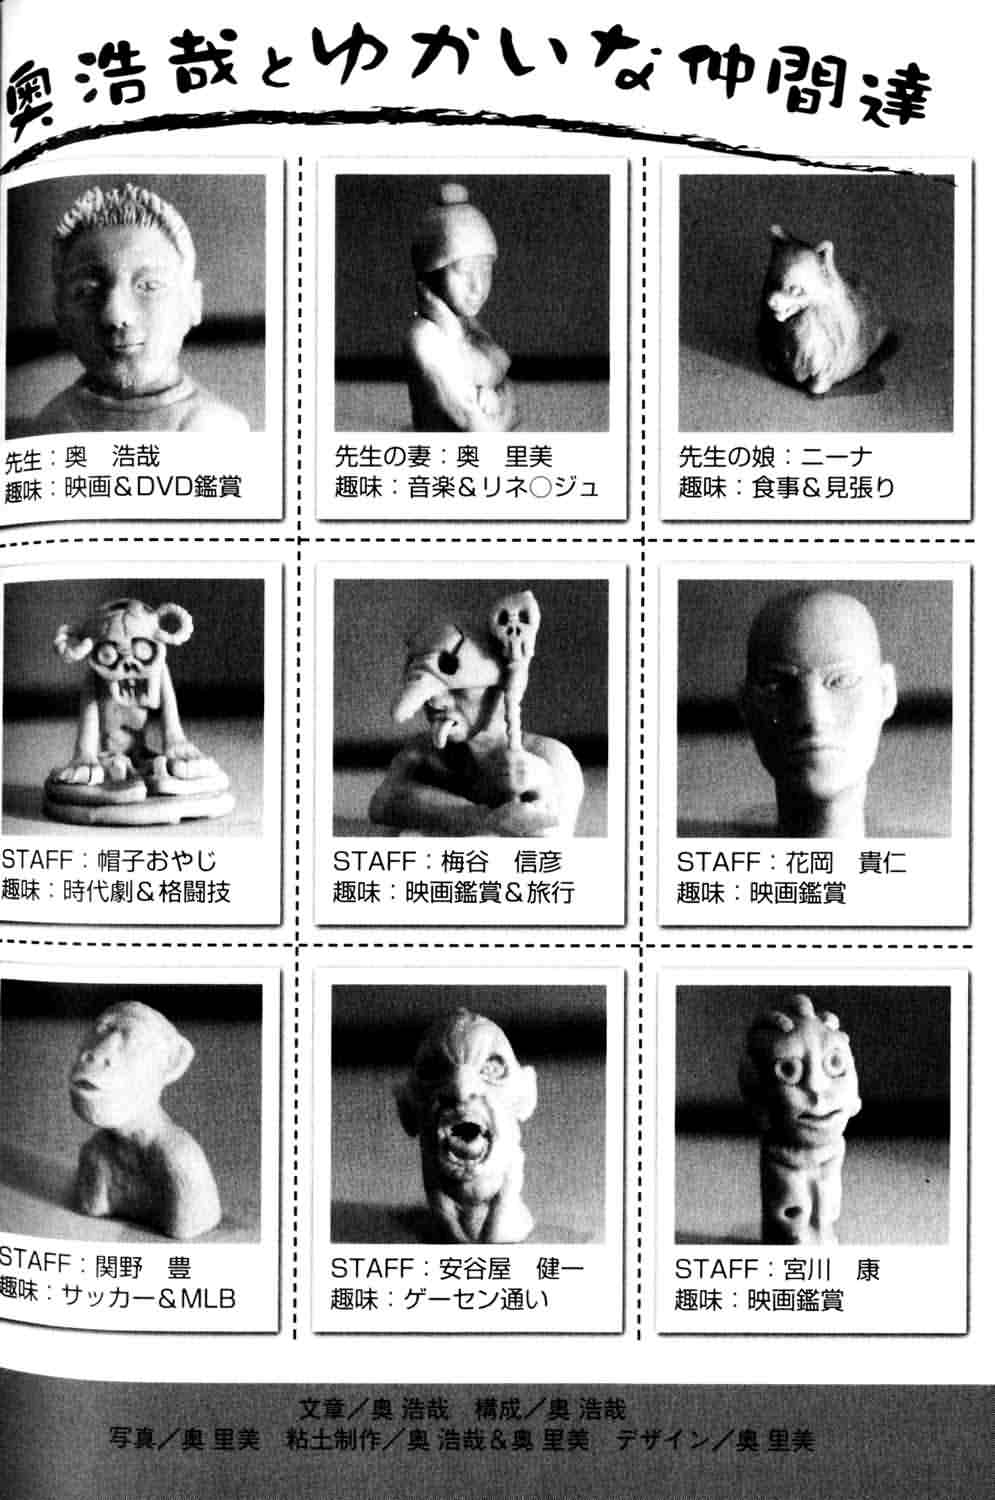 奥浩哉とゆかいな仲間達
先生：奥　浩哉
趣味：映画＆DVD鑑賞
先生の妻：奥　里美
趣味：音楽＆リネ○ジュ
先生の娘：ニーナ
趣味：食事＆見張り
STAFF：帽子おやじ
趣味：時代劇＆格闘技
STAFF：梅谷　信彦
趣味：映画鑑賞＆旅行
STAFF：花岡　貴仁
趣味：映画鑑賞
STAFF：関野　豊
趣味：サッカー＆MLB
STAFF：安谷屋　健一
趣味：ゲーセン通い
STAFF：宮川　康
趣味：映画鑑賞
文章／奥 浩哉　構成／奥 浩哉
写真／奥 里美　粘土制作／奥 浩哉＆奥 里美　デザイン／奥 里美